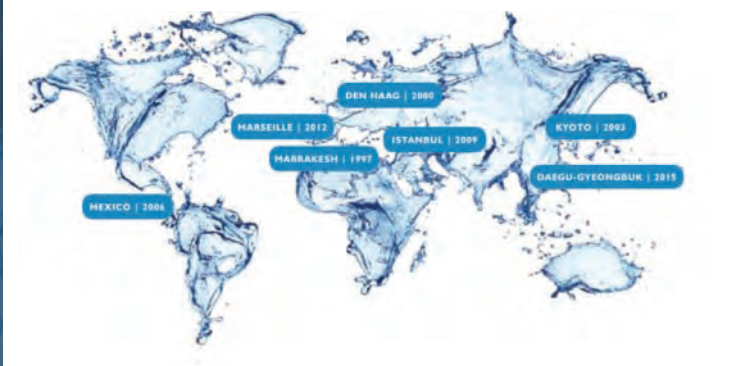 DEN HAAG | 2000
MARSEILLE | 2012
KYOTO | 2003
ISTANBUL | 2009
MARRAKESH | 1997
DAEGU-GYEONGBUK | 2015
MEXICO | 2006